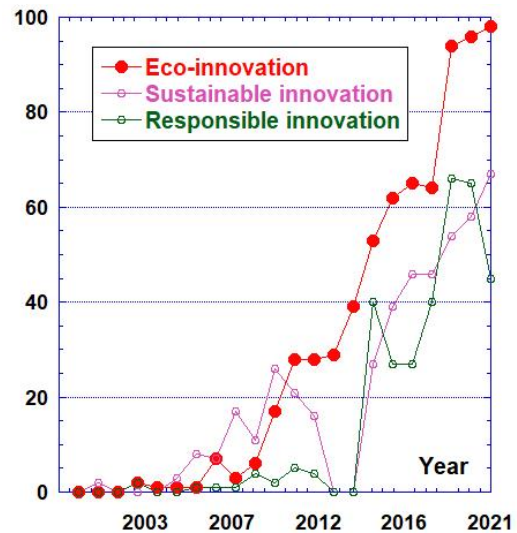 100
Eco-innovation
Sustainable innovation
Responsible innovation
80
60
40
20
Year
0
2003 2007 2012 2016 2021